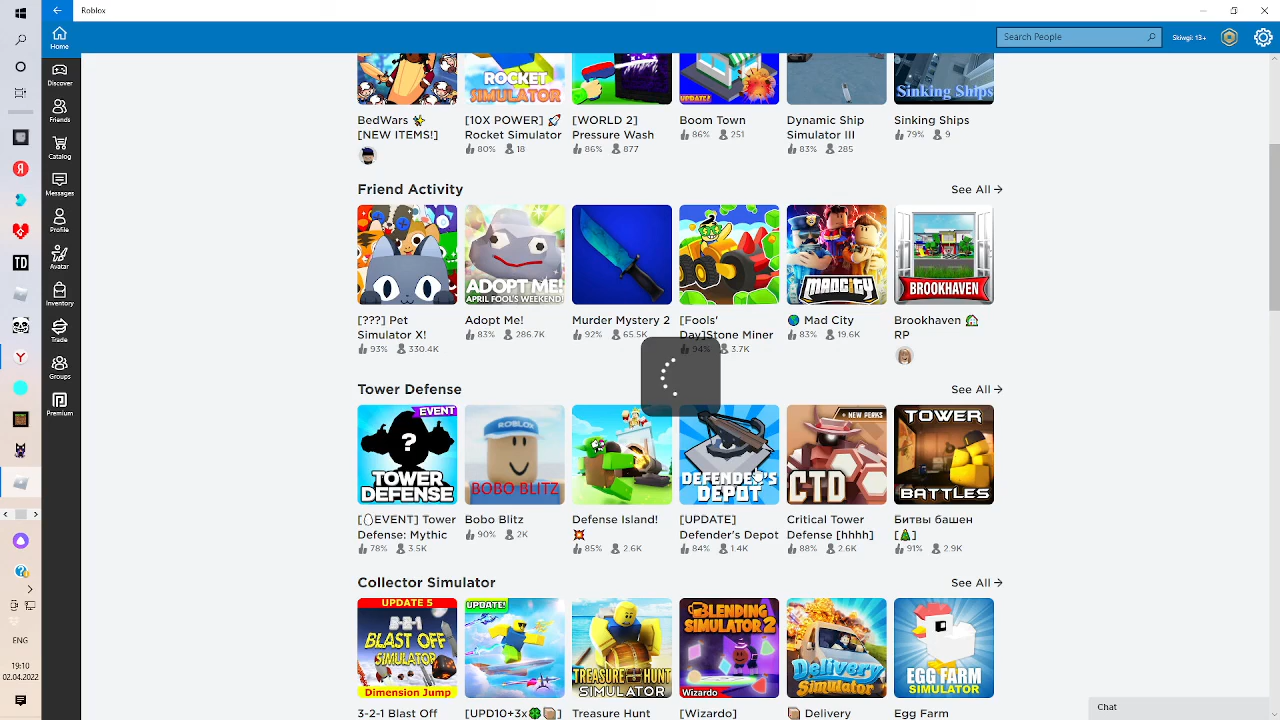 Roblox
Home
Search People
Stiwgi: 13+
Discover
Friends
Catalog
Messages
Profile
Avatar
Inventory
Trade
Groups
Premium
ROCKET
SIMULATOR
UPDATE!
Sinking Ships
BedWars ✨
[NEW ITEMS!]
[10X POWER] 🚀
Rocket Simulator
80% 18
[WORLD 2]
Pressure Wash
86% 877
Boom Town
86% 251
Dynamic Ship
Simulator III
83% 285
Sinking Ships
79% 9
Friend Activity
See All →
ADOPT ME!
APRIL FOOL'S WEEKEND!
MADCITY
BROOKHAVEN
[???] Pet
Simulator X!
93% 330.4K
Adopt Me!
83% 286.7K
Murder Mystery 2
92% 65.5K
[Fools'
Day]Stone Miner
94% 3.7K
🌎 Mad City
83% 19.6K
Brookhaven 🏡
RP
Tower Defense
See All →
EVENT
?
TOWER
DEFENSE
ROBLOX
BOBO BLITZ
DEFENDER'S
DEPOT
+ NEW PERKS
CTD
TOWER
BATTLES
[🥚EVENT] Tower
Defense: Mythic
78% 3.5K
Bobo Blitz
90% 2K
Defense Island!
💥
85% 2.6K
[UPDATE]
Defender's Depot
84% 1.4K
Critical Tower
Defense [hhhh]
88% 2.6K
Битвы башен
[🎄]
91% 2.9K
Collector Simulator
See All →
UPDATE 5
3-2-1
BLAST OFF
SIMULATOR
Dimension Jump
UPDATE!
TREASURE HUNT
SIMULATOR
BLENDING
SIMULATOR 2
Wizardo
Delivery
Simulator
EGG FARM
SIMULATOR
3-2-1 Blast Off
[UPD10+3x🍀📦]
Treasure Hunt
[Wizardo]
📦 Delivery
Egg Farm
Chat
TD
ENG
19:10
02.04.2022